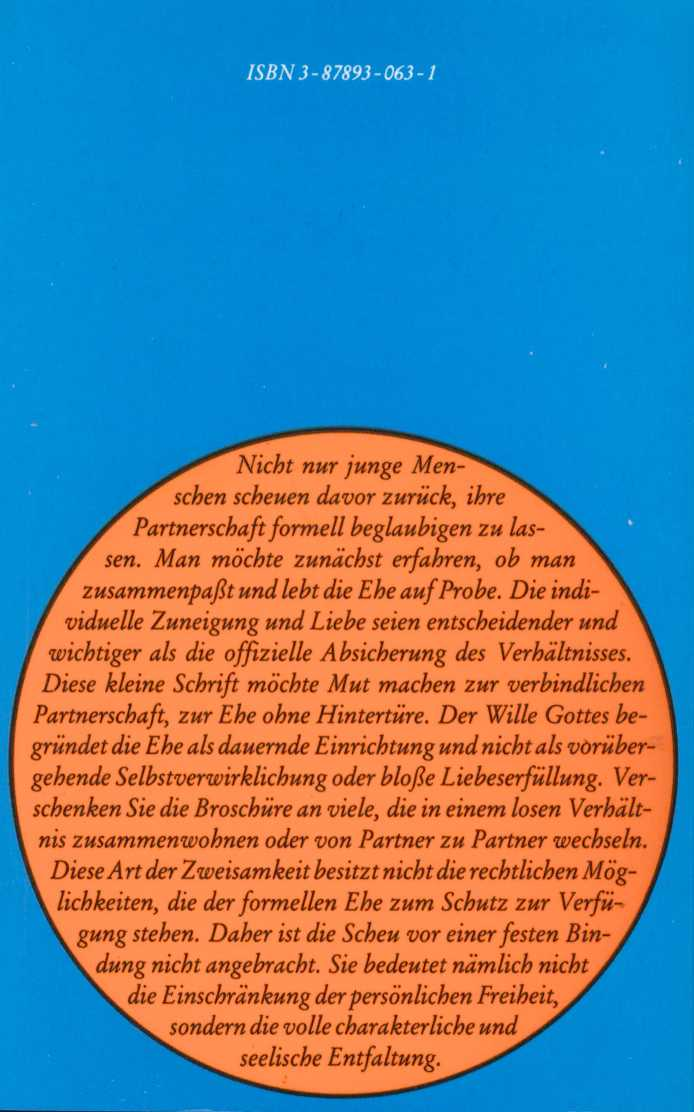 ISBN 3-87893-063-1
Nicht nur junge Men-
schen scheuen davor zurück, ihre
Partnerschaft formell beglaubigen zu las-
sen. Man möchte zunächst erfahren, ob man
zusammenpaßt und lebt die Ehe auf Probe. Die indi-
viduelle Zuneigung und Liebe seien entscheidender und
wichtiger als die offizielle Absicherung des Verhältnisses.
Diese kleine Schrift möchte Mut machen zur verbindlichen
Partnerschaft, zur Ehe ohne Hintertüre. Der Wille Gottes be-
gründet die Ehe als dauernde Einrichtung und nicht als vorüber-
gehende Selbstverwirklichung oder bloße Liebeserfüllung. Ver-
schenken Sie die Broschüre an viele, die in einem losen Verhält-
nis zusammenwohnen oder von Partner zu Partner wechseln.
Diese Art der Zweisamkeit besitzt nicht die rechtlichen Mög-
lichkeiten, die der formellen Ehe zum Schutz zur Verfü-
gung stehen. Daher ist die Scheu vor einer festen Bin-
dung nicht angebracht. Sie bedeutet nämlich nicht
die Einschränkung der persönlichen Freiheit,
sondern die volle charakterliche und
seelische Entfaltung.